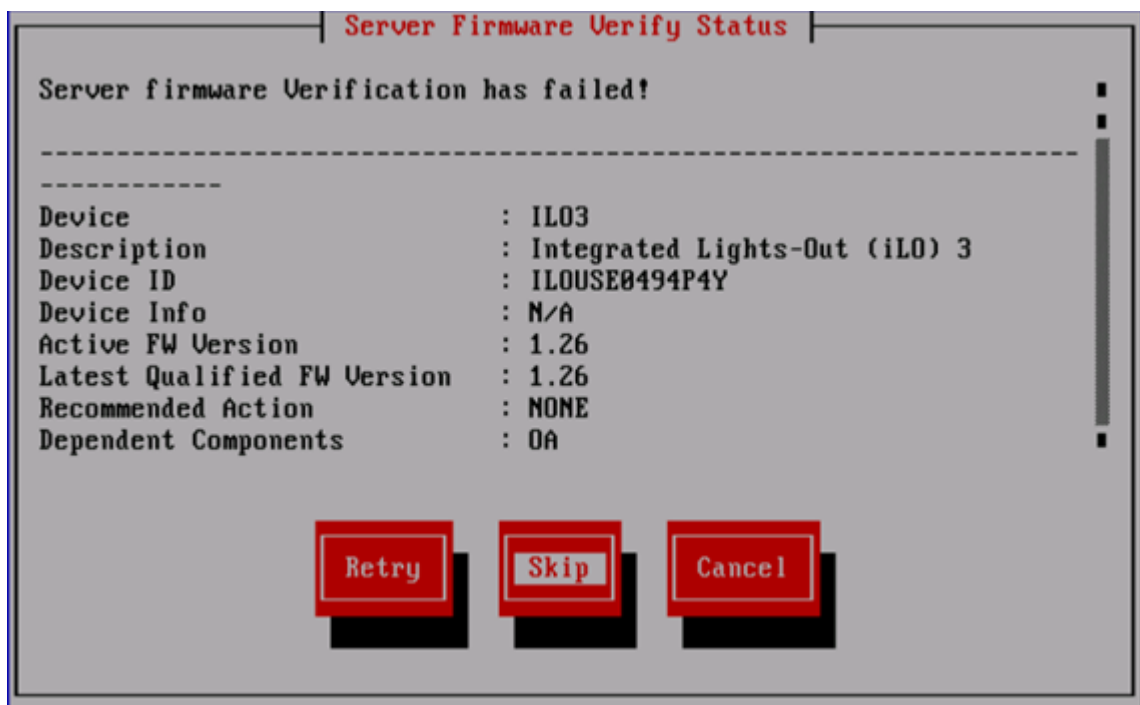 Server Firmware Verify Status
Server firmware Verification has failed!
--------------------------------------------------------------------
------------
Device : ILO3
Description : Integrated Lights-Out (iLO) 3
Device ID : ILOUSE0494P4Y
Device Info : N/A
Active FW Version : 1.26
Latest Qualified FW Version : 1.26
Recommended Action : NONE
Dependent Components : OA
Retry Skip Cancel